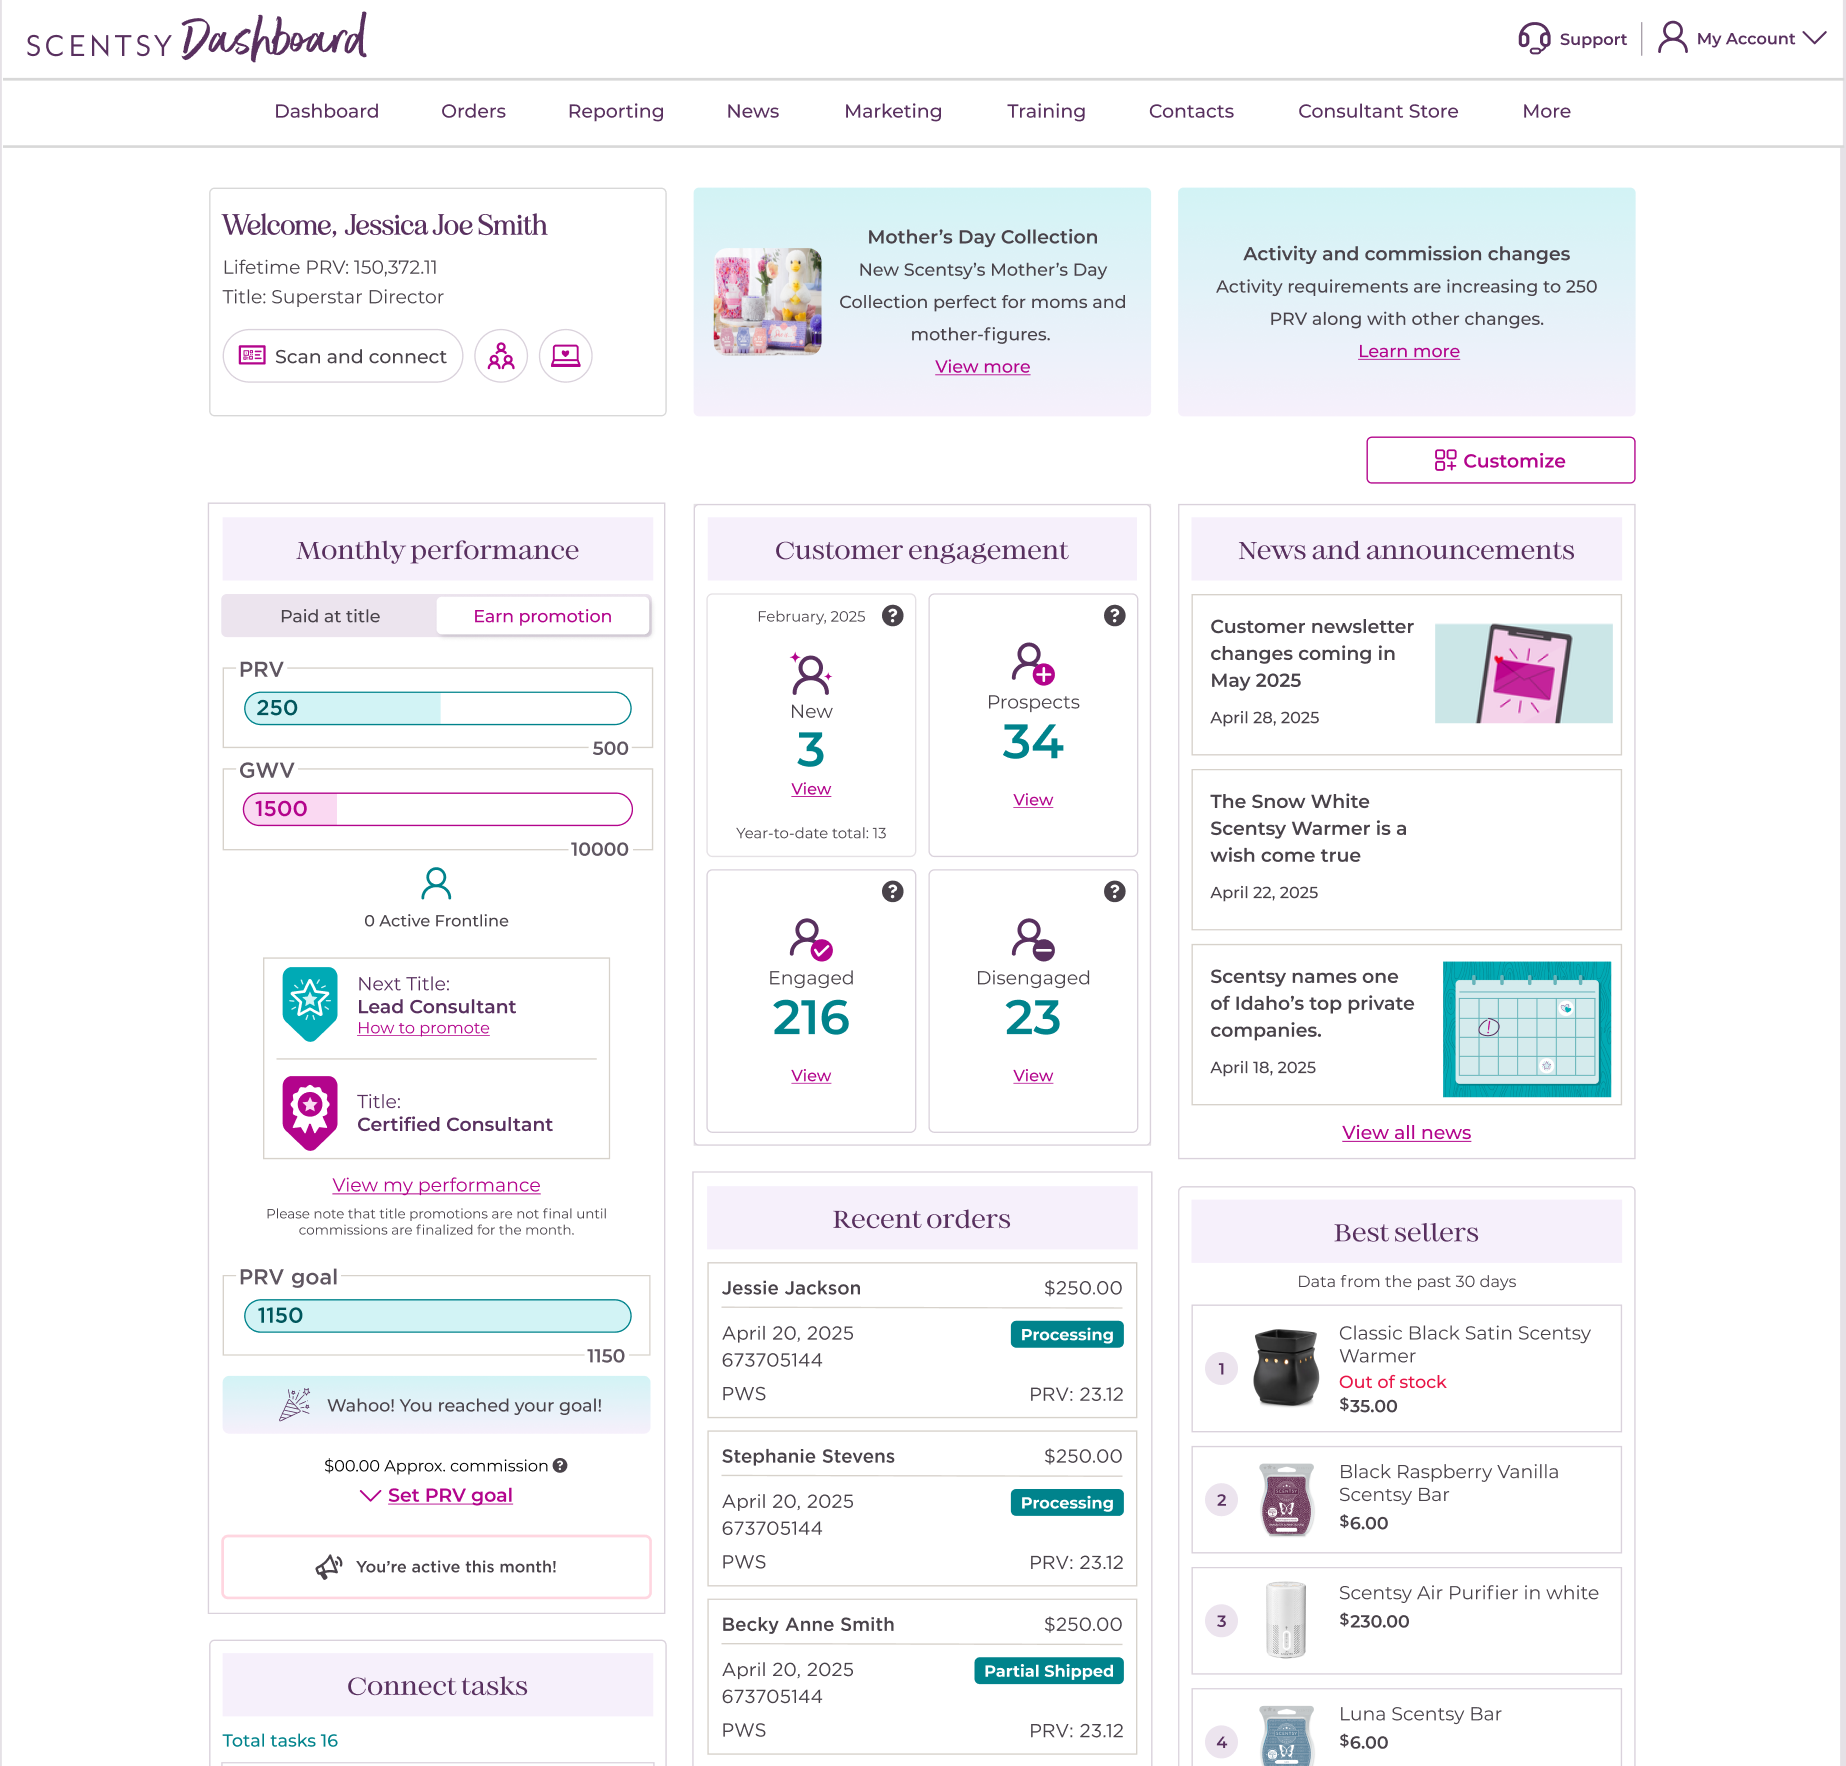 SCENTSY Dashboard
Support
My Account
Dashboard
Orders
Reporting
News
Marketing
Training
Contacts
Consultant Store
More
Welcome, Jessica Joe Smith
Lifetime PRV: 150,372.11
Title: Superstar Director
Scan and connect
Mother's Day Collection
New Scentsy's Mother's Day
Collection perfect for moms and
mother-figures.
View more
Activity and commission changes
Activity requirements are increasing to 250
PRV along with other changes.
Learn more
Customize
Monthly performance
Paid at title
Earn promotion
PRV
250
500
GWV
1500
10000
0 Active Frontline
Next Title:
Lead Consultant
How to promote
Title:
Certified Consultant
View my performance
Please note that title promotions are not final until
commissions are finalized for the month.
PRV goal
1150
1150
Wahoo! You reached your goal!
$00.00 Approx. commission ?
Set PRV goal
You're active this month!
Connect tasks
Total tasks 16
Customer engagement
February, 2025 ?
New
3
View
Year-to-date total: 13
?
Prospects
34
View
?
Engaged
216
View
?
Disengaged
23
View
Recent orders
Jessie Jackson
$250.00
April 20, 2025
Processing
673705144
PWS
PRV: 23.12
Stephanie Stevens
$250.00
April 20, 2025
Processing
673705144
PWS
PRV: 23.12
Becky Anne Smith
$250.00
April 20, 2025
Partial Shipped
673705144
PWS
PRV: 23.12
News and announcements
Customer newsletter
changes coming in
May 2025
April 28, 2025
The Snow White
Scentsy Warmer is a
wish come true
April 22, 2025
Scentsy names one
of Idaho's top private
companies.
April 18, 2025
!
View all news
Best sellers
Data from the past 30 days
1
Classic Black Satin Scentsy
Warmer
Out of stock
$35.00
2
SCENTSY
Black Raspberry Vanilla
Scentsy Bar
$6.00
3
Scentsy Air Purifier in white
$230.00
4
SCENTSY
Luna Scentsy Bar
$6.00